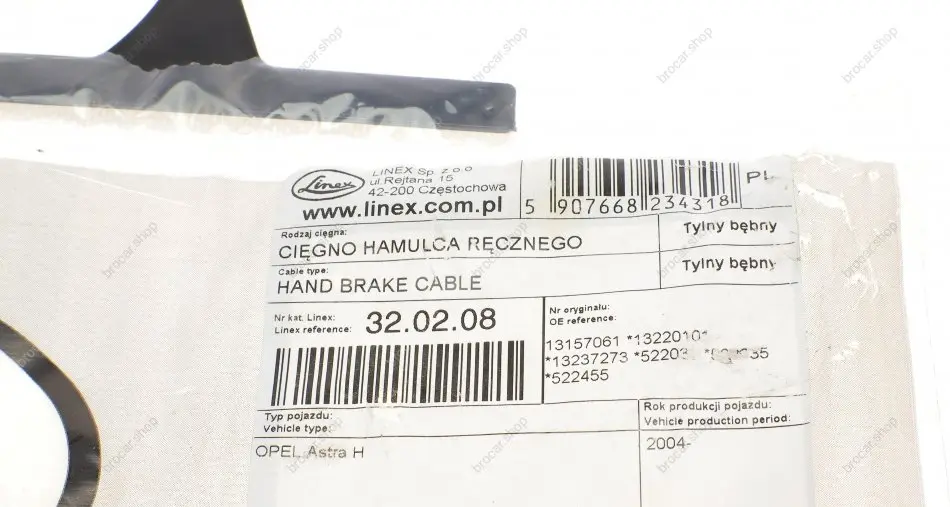 Linex
LINEX Sp. z o.o
ul.Rejtana 15
42-200 Częstochowa
www.linex.com.pl
5 907668 234318
PL
Rodzaj cięgna:
CIĘGNO HAMULCA RĘCZNEGO
Tylny bębny
Cable type:
HAND BRAKE CABLE
Tylny bębny
Nr kat. Linex:
Linex reference: 32.02.08
Nr oryginału:
OE reference:
13157061
*13237273
*522455
Typ pojazdu:
Vehicle type:
OPEL Astra H
Rok produkcji pojazdu:
Vehicle production period:
2004-
brocar.shop